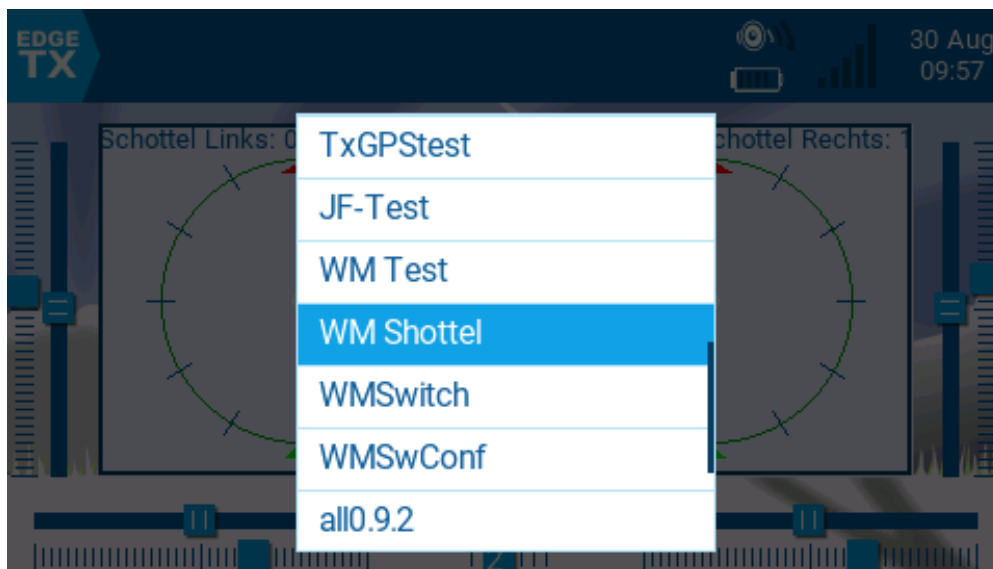 EDGE
TX
30 Aug
09:57
Schottel Links: 0
chottel Rechts: 1
TxGPStest
JF-Test
WM Test
WM Shottel
WMSwitch
WMSwConf
all0.9.2
2